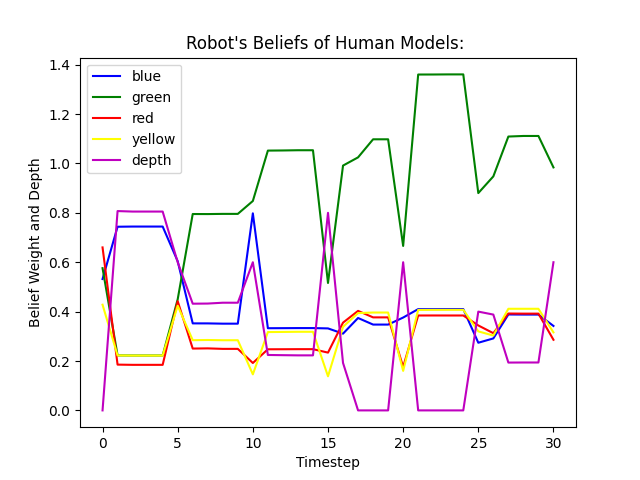 Robot's Beliefs of Human Models:
blue
green
red
yellow
depth
Belief Weight and Depth
1.4
1.2
1.0
0.8
0.6
0.4
0.2
0.0
0 5 10 15 20 25 30
Timestep